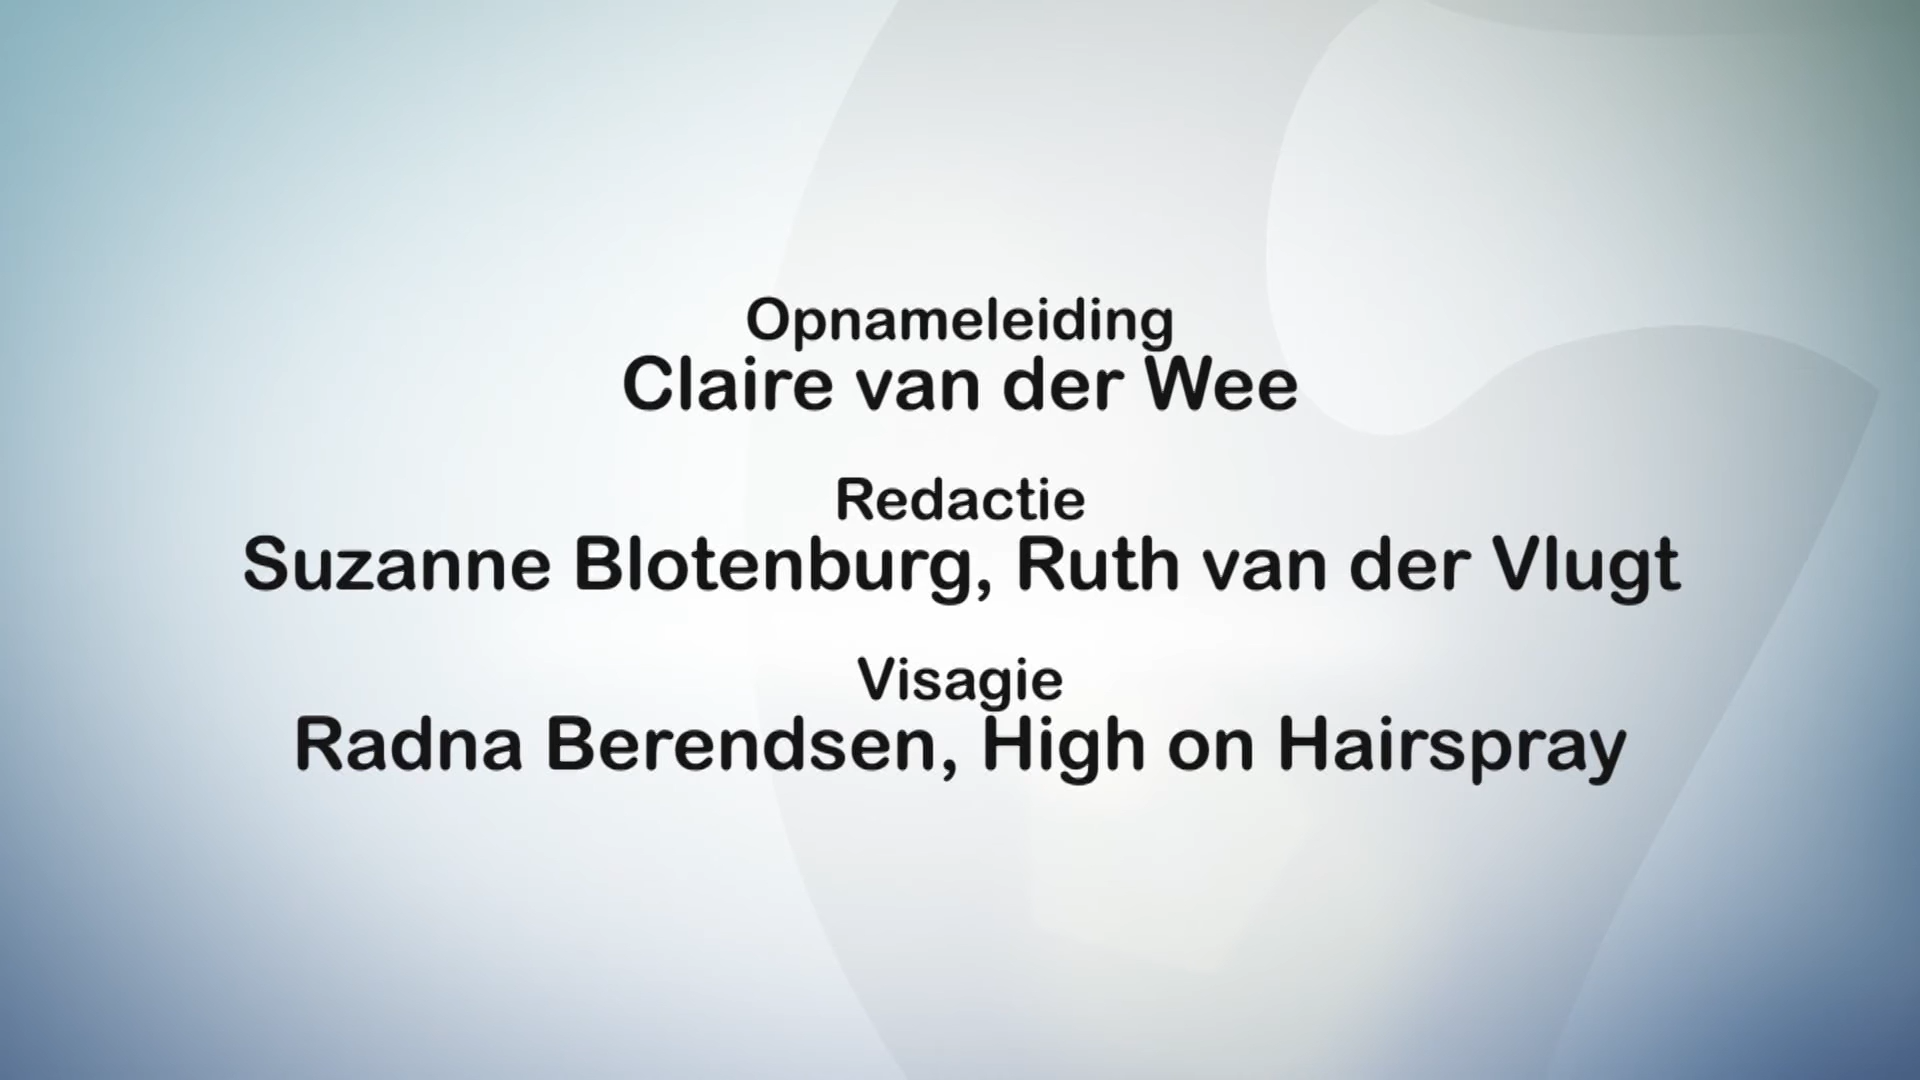 Opnameleiding
Claire van der Wee
Redactie
Suzanne Blotenburg, Ruth van der Vlugt
Visagie
Radna Berendsen, High on Hairspray